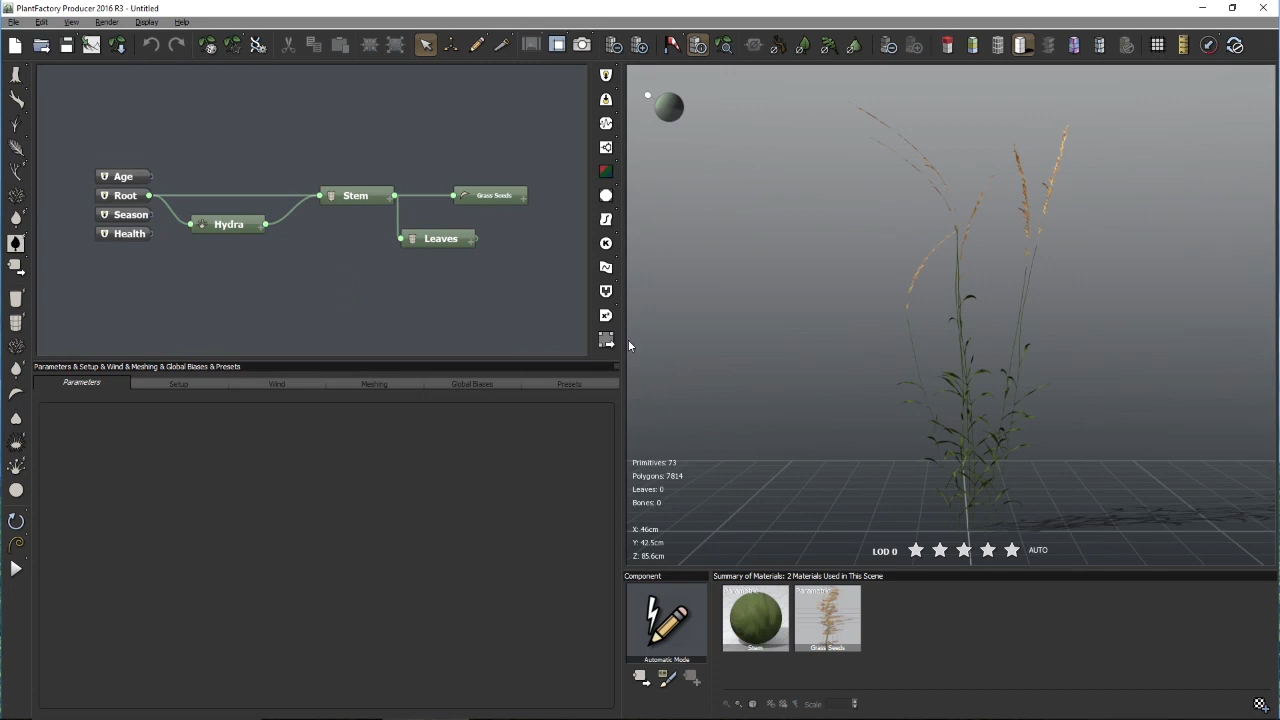 PlantFactory Producer 2016 R3 - Untitled
File Edit View Render Display Help
Age
Root
Season
Health
Hydra
Stem
Grass Seeds
Leaves
Parameters & Setup & Wind & Meshing & Global Biases & Presets
Parameters Setup Wind Meshing Global Biases Presets
Primitives: 73
Polygons: 7814
Leaves: 0
Bones: 0
X: 46cm
Y: 42.5cm
Z: 85.6cm
LOD 0 AUTO
Component
Automatic Mode
Summary of Materials: 2 Materials Used in This Scene
Parametric Parametric
Stem Grass Seeds
Scale